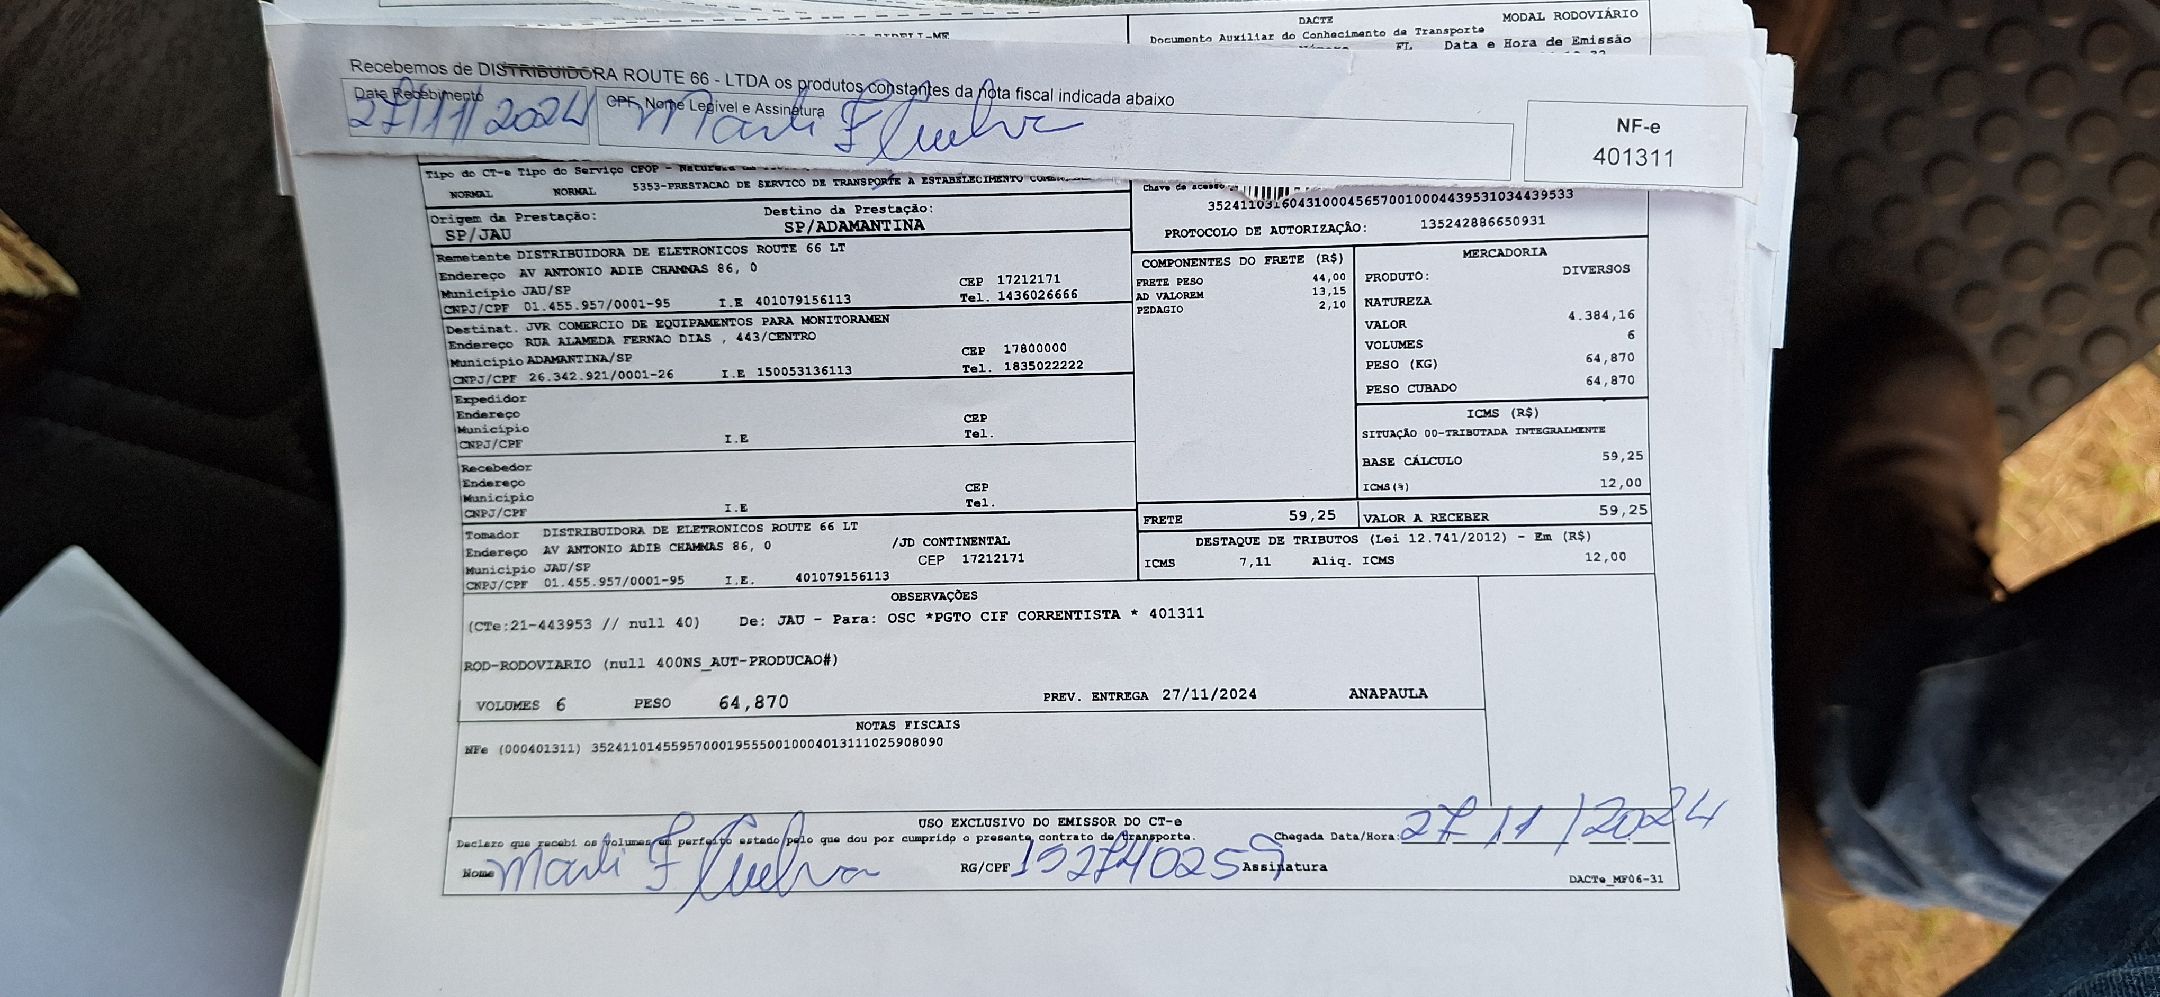 DACTE
MODAL RODOVIÁRIO
Documento Auxiliar do Conhecimento de Transporte
FL Data e Hora de Emissão
Recebemos de DISTRIBUIDORA ROUTE 66 - LTDA os produtos constantes da nota fiscal indicada abaixo
Data Recebimento
CPF, Nome Legivel e Assinatura
27/11/2024
Marli F
NF-e
401311
Tipo do CT-e Tipo do Serviço CFOP -
NORMAL NORMAL 5353-PRESTACAO DE SERVICO DE TRANSPORTE A ESTABELECIMENTO
Chave de acesso
35241103160431000456570010004439531034439533
Origem da Prestação: Destino da Prestação:
SP/JAU SP/ADAMANTINA
PROTOCOLO DE AUTORIZAÇÃO: 135242886650931
Remetente DISTRIBUIDORA DE ELETRONICOS ROUTE 66 LT
Endereço AV ANTONIO ADIB CHAMMAS 86, 0
Município JAU/SP CEP 17212171
CNPJ/CPF 01.455.957/0001-95 I.E 401079156113 Tel. 1436026666
Destinat. JVR COMERCIO DE EQUIPAMENTOS PARA MONITORAMEN
Endereço RUA ALAMEDA FERNAO DIAS , 443/CENTRO
Município ADAMANTINA/SP CEP 17800000
CNPJ/CPF 26.342.921/0001-26 I.E 150053136113 Tel. 1835022222
Expedidor
Endereço
Município CEP
CNPJ/CPF I.E Tel.
Recebedor
Endereço
Município CEP
CNPJ/CPF I.E Tel.
Tomador DISTRIBUIDORA DE ELETRONICOS ROUTE 66 LT
Endereço AV ANTONIO ADIB CHAMMAS 86, 0 /JD CONTINENTAL
Município JAU/SP CEP 17212171
CNPJ/CPF 01.455.957/0001-95 I.E. 401079156113
COMPONENTES DO FRETE (R$)
FRETE PESO 44,00
AD VALOREM 13,15
PEDAGIO 2,10
MERCADORIA
PRODUTO: DIVERSOS
NATUREZA
VALOR 4.384,16
VOLUMES 6
PESO (KG) 64,870
PESO CUBADO 64,870
ICMS (R$)
SITUAÇÃO 00-TRIBUTADA INTEGRALMENTE
BASE CÁLCULO 59,25
ICMS(%) 12,00
FRETE 59,25 VALOR A RECEBER 59,25
DESTAQUE DE TRIBUTOS (Lei 12.741/2012) - Em (R$)
ICMS 7,11 Aliq. ICMS 12,00
OBSERVAÇÕES
(CTe:21-443953 // null 40) De: JAU - Para: OSC *PGTO CIF CORRENTISTA * 401311
ROD-RODOVIARIO (null 400NS_AUT-PRODUCAO#)
VOLUMES 6 PESO 64,870 PREV. ENTREGA 27/11/2024 ANAPAULA
NOTAS FISCAIS
NFe (000401311) 35241101455957000195550010004013111025908090
USO EXCLUSIVO DO EMISSOR DO CT-e
Declaro que recebi os volumes em perfeito estado pelo que dou por cumprido o presente contrato de transporte. Chegada Data/Hora: 27/11/2024
Nome Marli F RG/CPF 152740259 Assinatura
DACTe_MF06-31